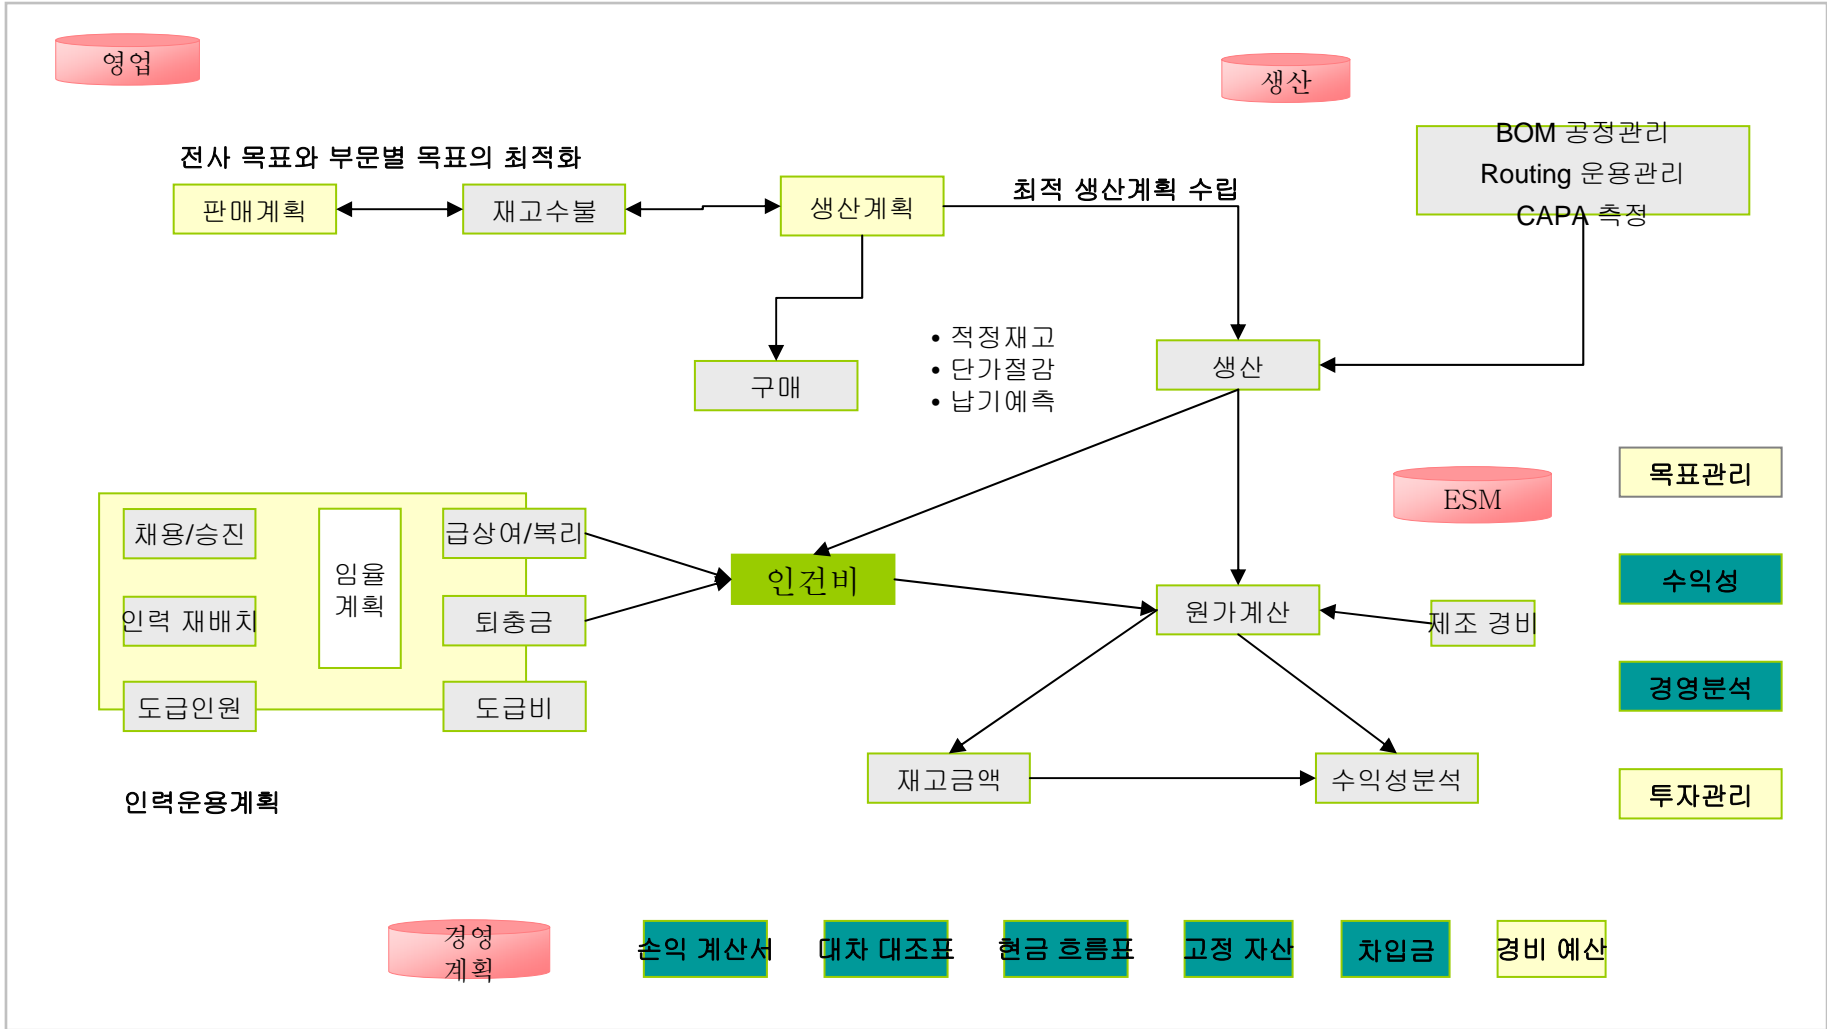 영업
생산
BOM 공정관리
Routing 운용관리
CAPA 측정
전사 목표와 부문별 목표의 최적화
최적 생산계획 수립
판매계획
재고수불
생산계획
• 적정재고
• 단가절감
• 납기예측
구매
생산
목표관리
ESM
채용/승진
임율
계획
급상여/복리
인건비
수익성
인력 재배치
퇴충금
원가계산
제조 경비
도급인원
도급비
경영분석
재고금액
수익성분석
투자관리
인력운용계획
경영
계획
손익 계산서
대차 대조표
현금 흐름표
고정 자산
차입금
경비 예산